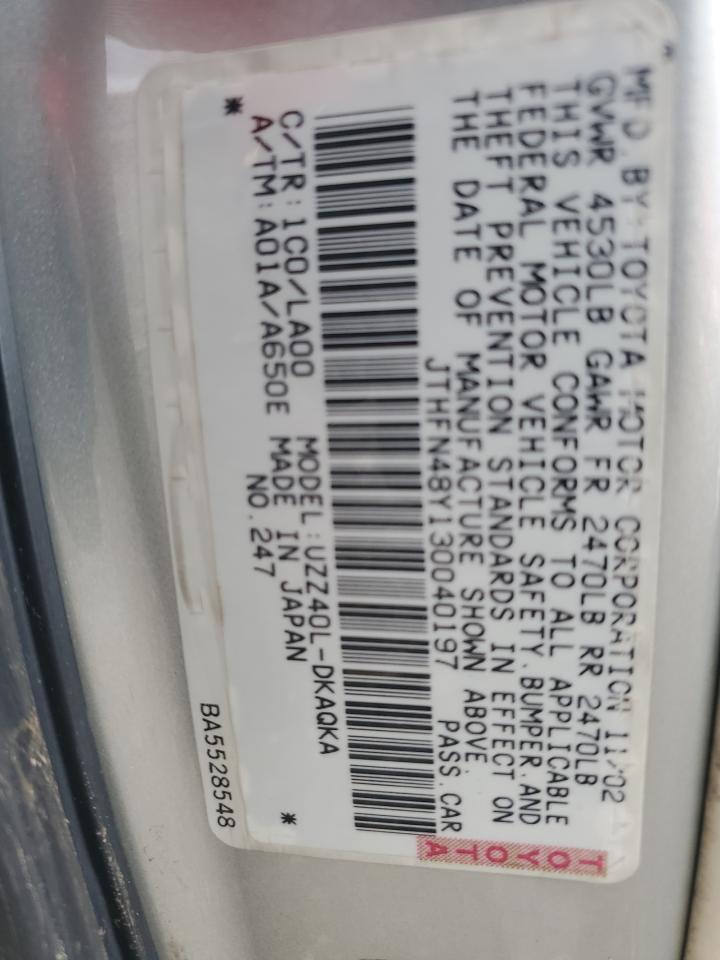 MFD. BY: TOYOTA MOTOR CORPORATION 11/02
GVWR 4530LB GAWR FR 2470LB RR 2470LB
THIS VEHICLE CONFORMS TO ALL APPLICABLE
FEDERAL MOTOR VEHICLE SAFETY, BUMPER, AND
THEFT PREVENTION STANDARDS IN EFFECT ON
THE DATE OF MANUFACTURE SHOWN ABOVE.
JTHFN48Y130040197 PASS. CAR
C/TR: 1C0/LA00 MODEL: UZZ40L-DKAQKA
A/TM: A01A/A650E MADE IN JAPAN
* NO. 247 *
BA5528548
TOYOTA